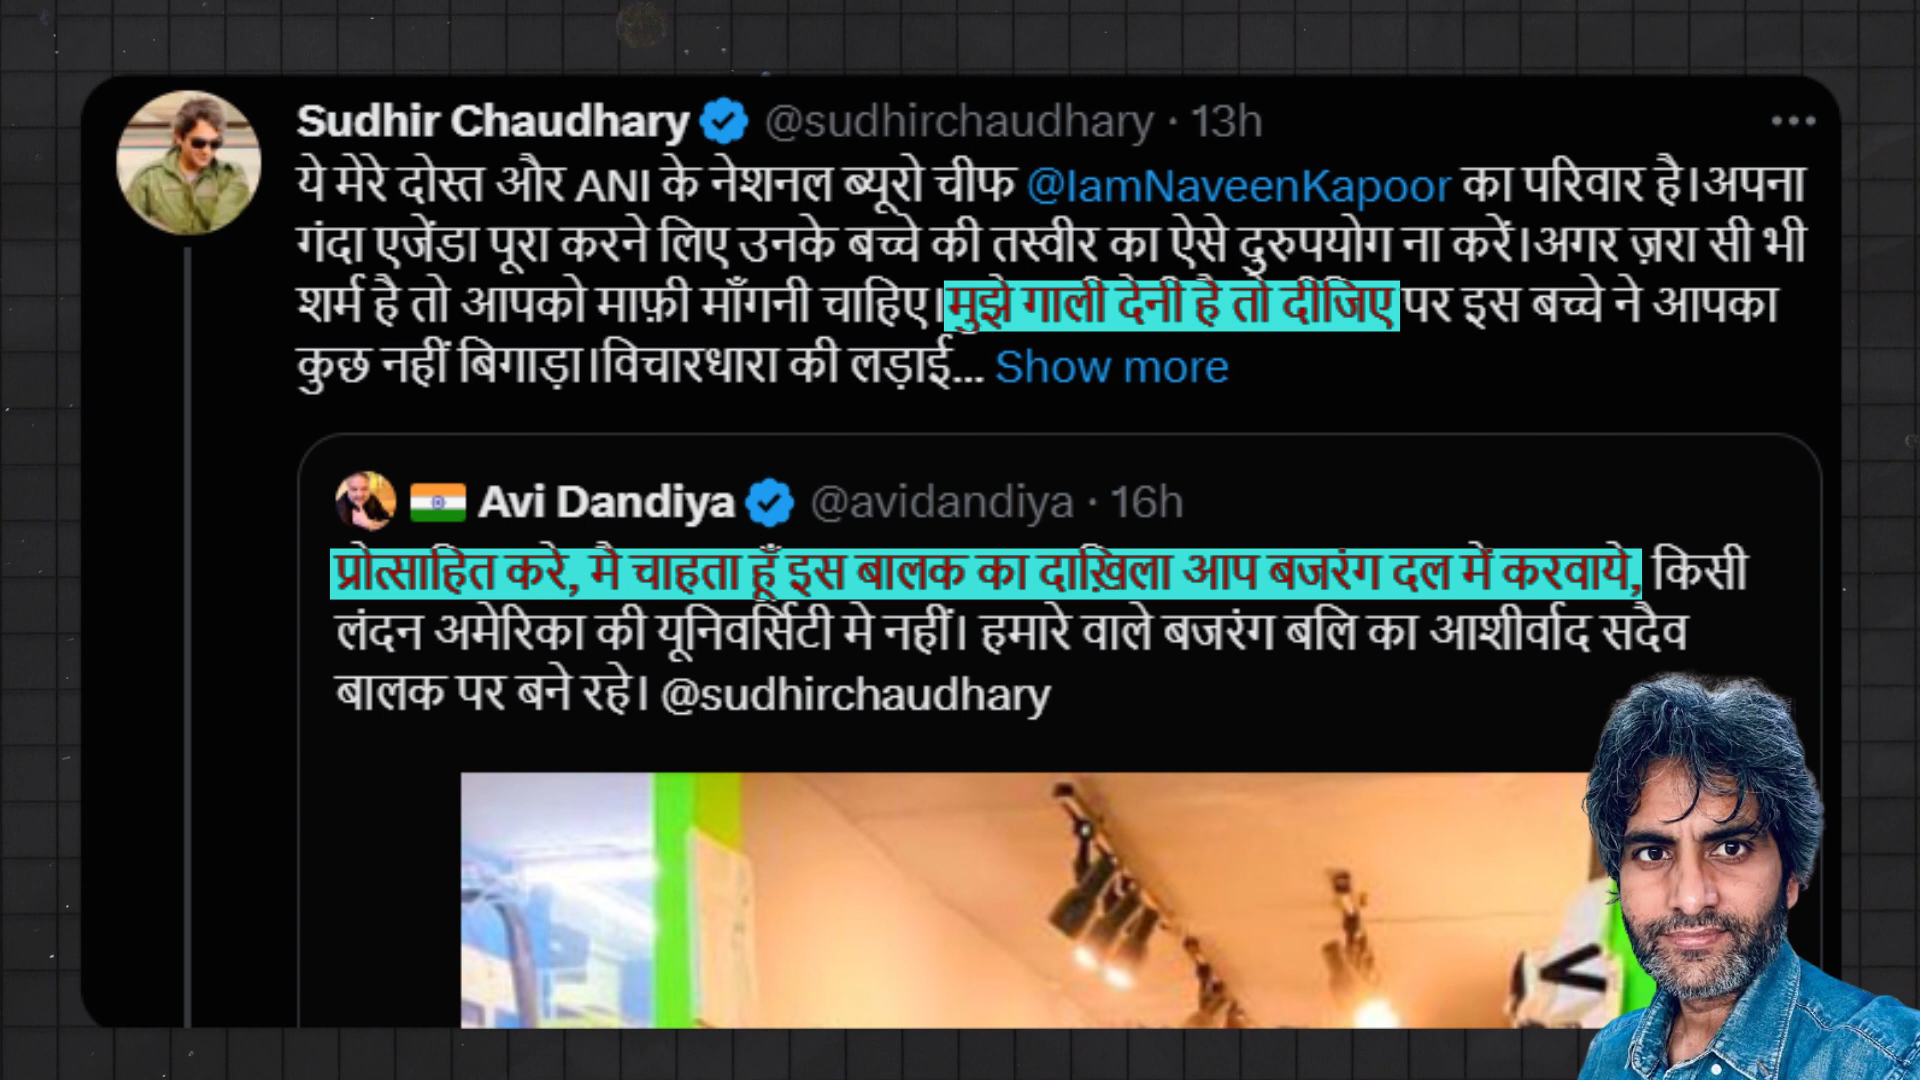 Sudhir Chaudhary @sudhirchaudhary · 13h
ये मेरे दोस्त और ANI के नेशनल ब्यूरो चीफ @IamNaveenKapoor का परिवार है।अपना
गंदा एजेंडा पूरा करने लिए उनके बच्चे की तस्वीर का ऐसे दुरुपयोग ना करें।अगर ज़रा सी भी
शर्म है तो आपको माफ़ी माँगनी चाहिए।मुझे गाली देनी है तो दीजिए पर इस बच्चे ने आपका
कुछ नहीं बिगाड़ा।विचारधारा की लड़ाई... Show more
Avi Dandiya @avidandiya · 16h
प्रोत्साहित करे, मै चाहता हूँ इस बालक का दाख़िला आप बजरंग दल में करवाये, किसी
लंदन अमेरिका की यूनिवर्सिटी मे नहीं। हमारे वाले बजरंग बलि का आशीर्वाद सदैव
बालक पर बने रहे। @sudhirchaudhary